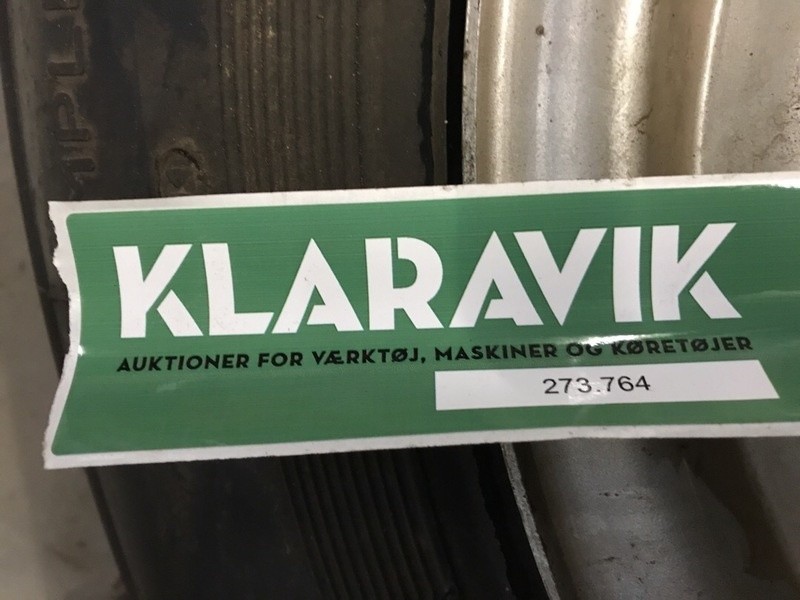 KLARAVIK
AUKTIONER FOR VÆRKTØJ, MASKINER OG KØRETØJER
273.764